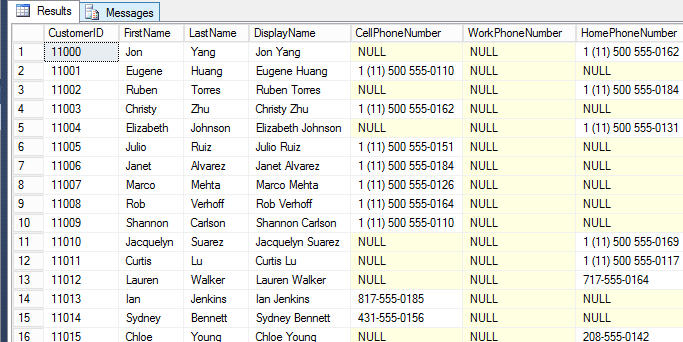 Results Messages
CustomerID FirstName LastName DisplayName CellPhoneNumber WorkPhoneNumber HomePhoneNumber
1 11000 Jon Yang Jon Yang NULL NULL 1 (11) 500 555-0162
2 11001 Eugene Huang Eugene Huang 1 (11) 500 555-0110 NULL NULL
3 11002 Ruben Torres Ruben Torres NULL NULL 1 (11) 500 555-0184
4 11003 Christy Zhu Christy Zhu 1 (11) 500 555-0162 NULL NULL
5 11004 Elizabeth Johnson Elizabeth Johnson NULL NULL 1 (11) 500 555-0131
6 11005 Julio Ruiz Julio Ruiz 1 (11) 500 555-0151 NULL NULL
7 11006 Janet Alvarez Janet Alvarez 1 (11) 500 555-0184 NULL NULL
8 11007 Marco Mehta Marco Mehta 1 (11) 500 555-0126 NULL NULL
9 11008 Rob Verhoff Rob Verhoff 1 (11) 500 555-0164 NULL NULL
10 11009 Shannon Carlson Shannon Carlson 1 (11) 500 555-0110 NULL NULL
11 11010 Jacquelyn Suarez Jacquelyn Suarez NULL NULL 1 (11) 500 555-0169
12 11011 Curtis Lu Curtis Lu NULL NULL 1 (11) 500 555-0117
13 11012 Lauren Walker Lauren Walker NULL NULL 717-555-0164
14 11013 Ian Jenkins Ian Jenkins 817-555-0185 NULL NULL
15 11014 Sydney Bennett Sydney Bennett 431-555-0156 NULL NULL
16 11015 Chloe Young Chloe Young NULL NULL 208-555-0142